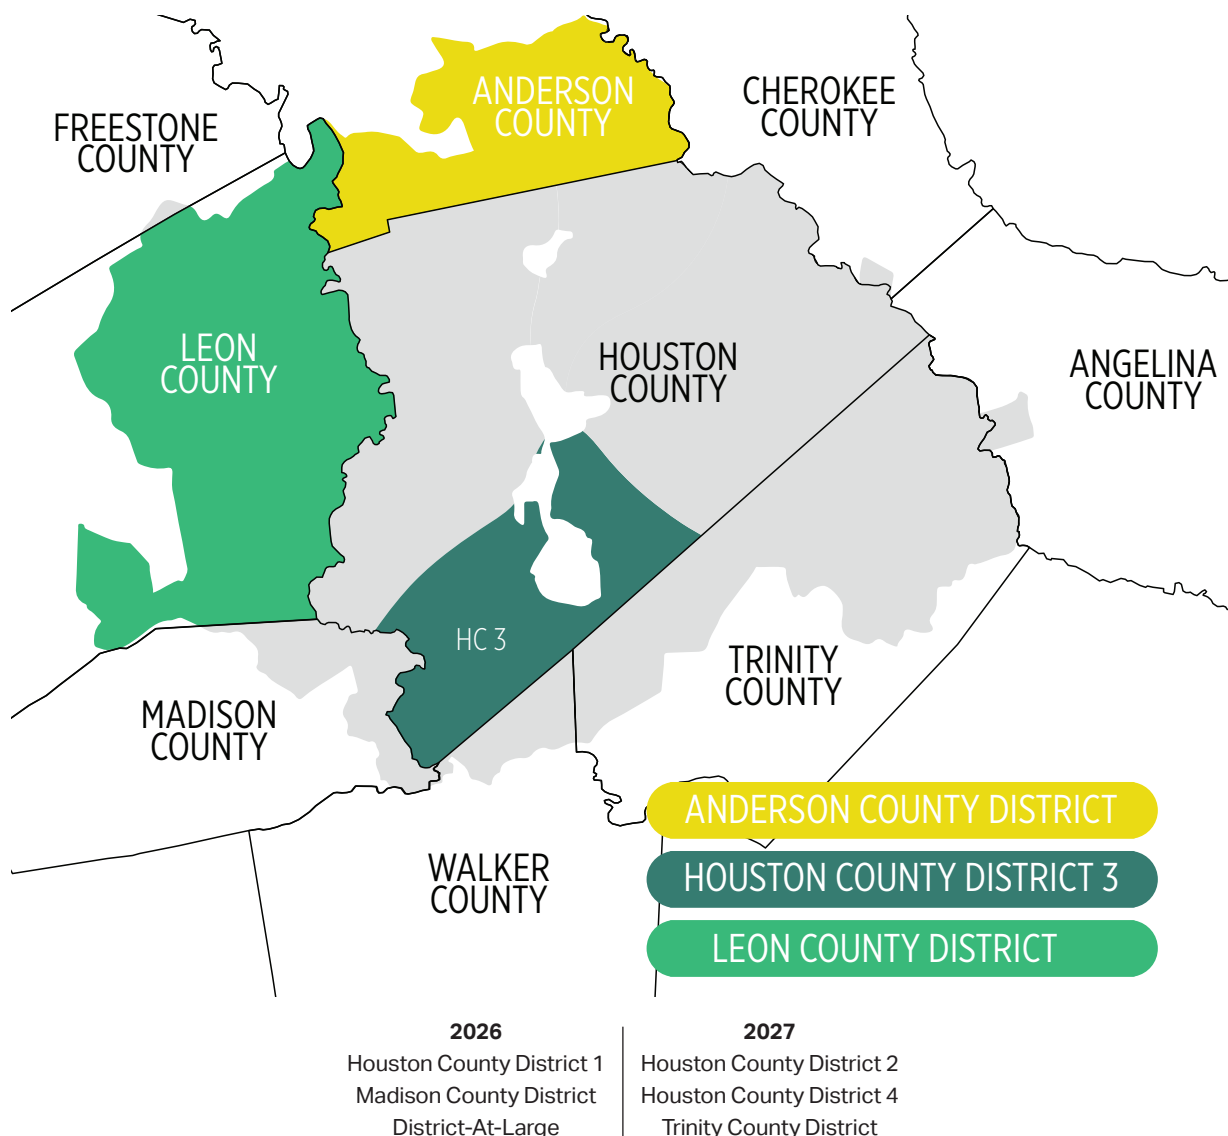 ANDERSON
COUNTY
CHEROKEE
COUNTY
FREESTONE
COUNTY
LEON
COUNTY
HOUSTON
COUNTY
ANGELINA
COUNTY
HC 3
TRINITY
COUNTY
MADISON
COUNTY
WALKER
COUNTY
ANDERSON COUNTY DISTRICT
HOUSTON COUNTY DISTRICT 3
LEON COUNTY DISTRICT
2026
Houston County District 1
Madison County District
District-At-Large
2027
Houston County District 2
Houston County District 4
Trinity County District